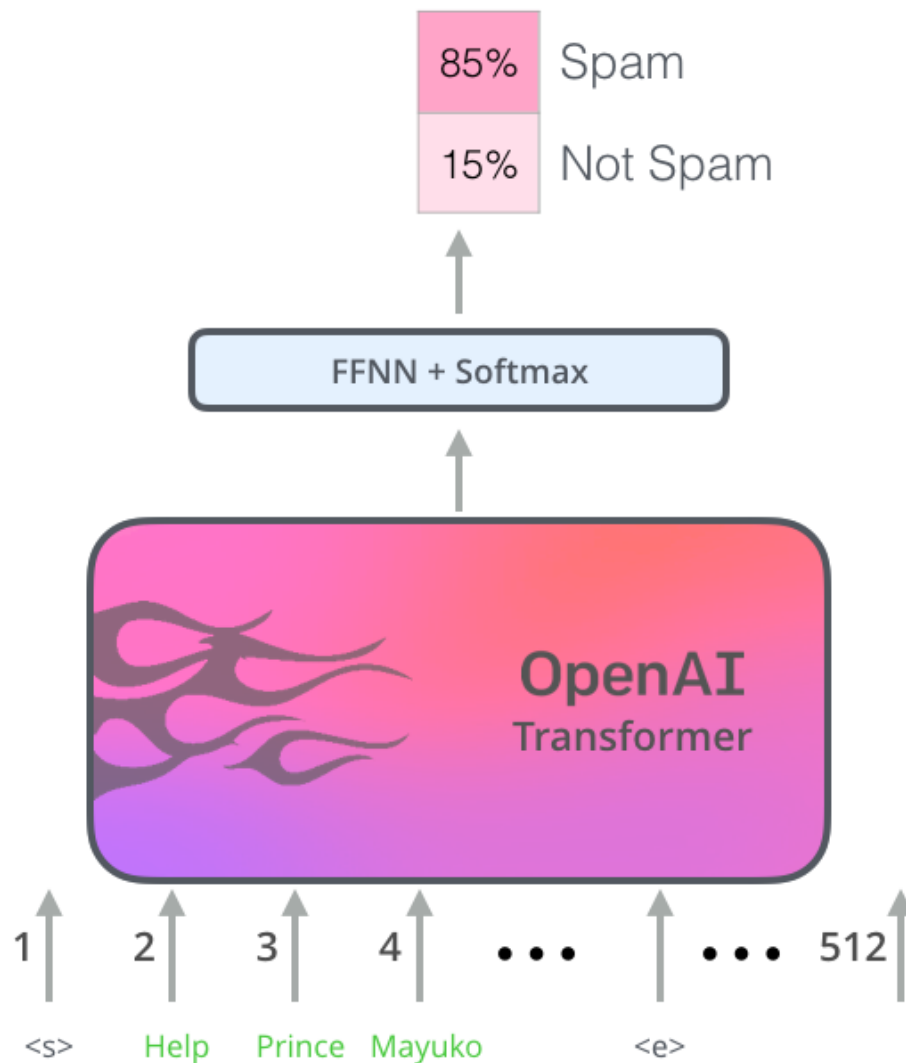 85% Spam
15% Not Spam
FFNN + Softmax
OpenAI
Transformer
1 2 3 4 ••• ••• 512
<s> Help Prince Mayuko <e>